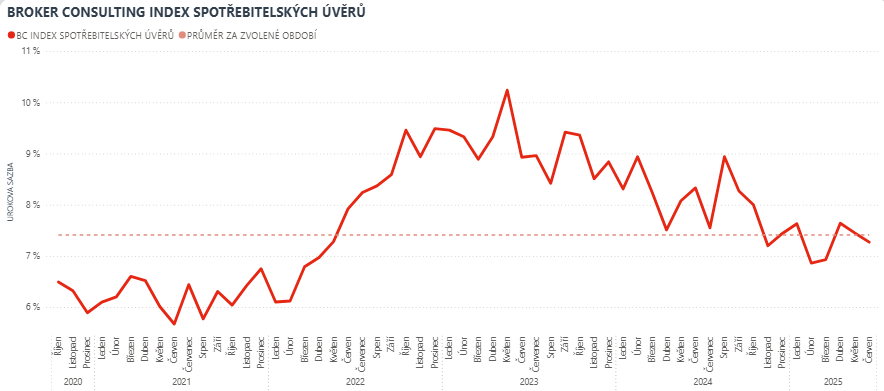 BROKER CONSULTING INDEX SPOTŘEBITELSKÝCH ÚVĚRŮ
BC INDEX SPOTŘEBITELSKÝCH ÚVĚRŮ PRŮMĚR ZA ZVOLENÉ OBDOBÍ
11 %
10 %
9 %
8 %
7 %
6 %
ÚROKOVÁ SAZBA
Říjen Listopad Prosinec Leden Únor Březen Duben Květen Červen Červenec Srpen Září Říjen Listopad Prosinec Leden Únor Březen Duben Květen Červen Červenec Srpen Září Říjen Listopad Prosinec Leden Únor Březen Duben Květen Červen Červenec Srpen Září Říjen Listopad Prosinec Leden Únor Březen Duben Květen Červen Červenec Srpen Září Říjen Listopad Prosinec Leden Únor Březen Duben Květen Červen
2020 2021 2022 2023 2024 2025